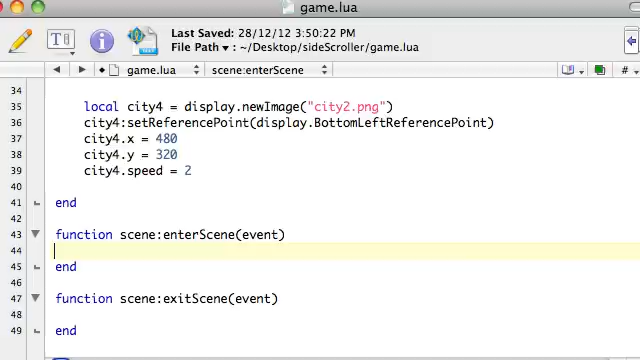 game.lua
Last Saved: 28/12/12 3:50:22 PM
File Path ▾ : ~/Desktop/sideScroller/game.lua
T
i
LUA
◀ ▶ ◆ game.lua scene:enterScene #
34
35 local city4 = display.newImage("city2.png")
36 city4:setReferencePoint(display.BottomLeftReferencePoint)
37 city4.x = 480
38 city4.y = 320
39 city4.speed = 2
40
41 end
42
43 function scene:enterScene(event)
44
45 end
46
47 function scene:exitScene(event)
48
49 end